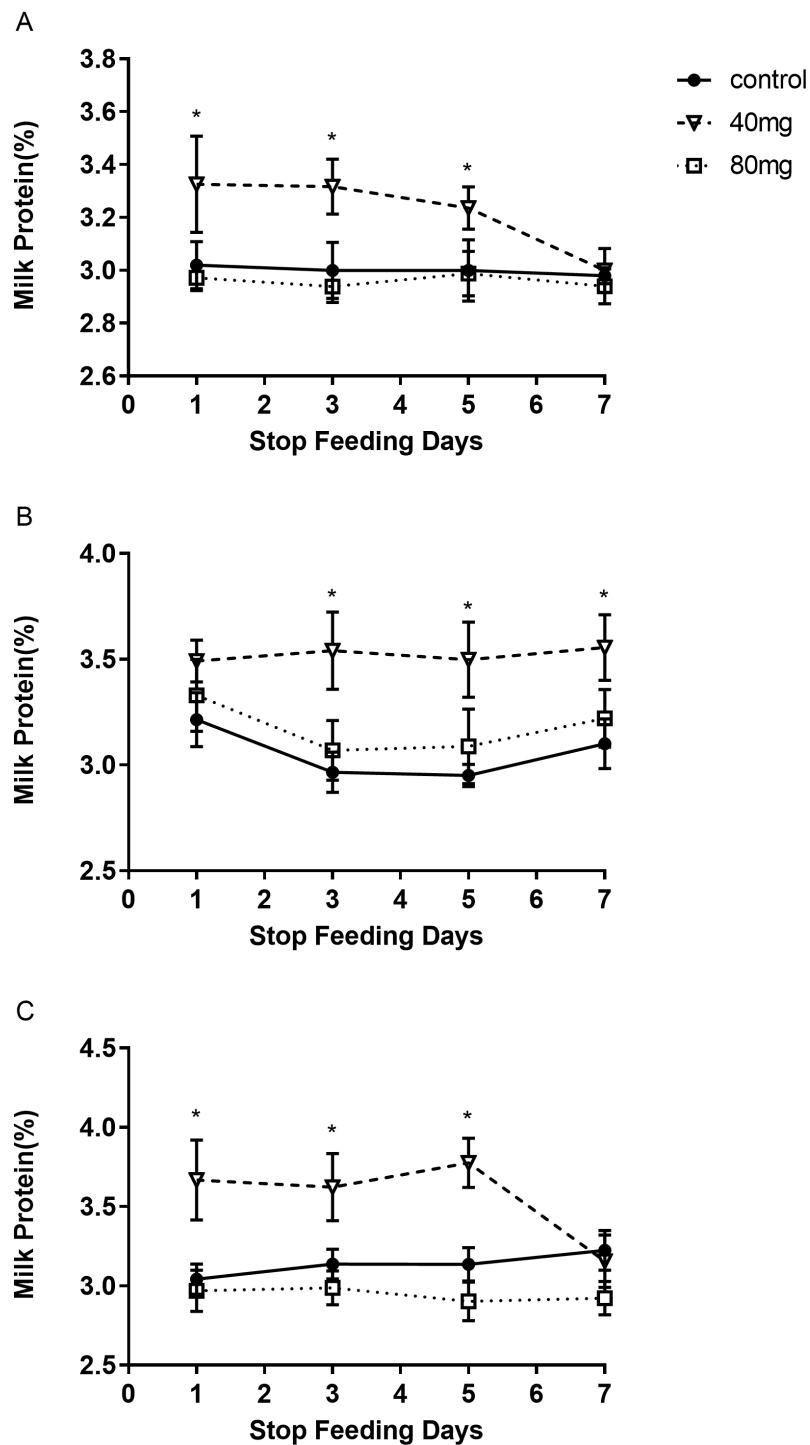 A
3.8
3.6
3.4
3.2
3.0
2.8
2.6
Milk Protein(%)
* * *
0 1 2 3 4 5 6 7
Stop Feeding Days
control
40mg
80mg
B
4.0
3.5
3.0
2.5
Milk Protein(%)
* * *
0 1 2 3 4 5 6 7
Stop Feeding Days
C
4.5
4.0
3.5
3.0
2.5
Milk Protein(%)
* * *
0 1 2 3 4 5 6 7
Stop Feeding Days